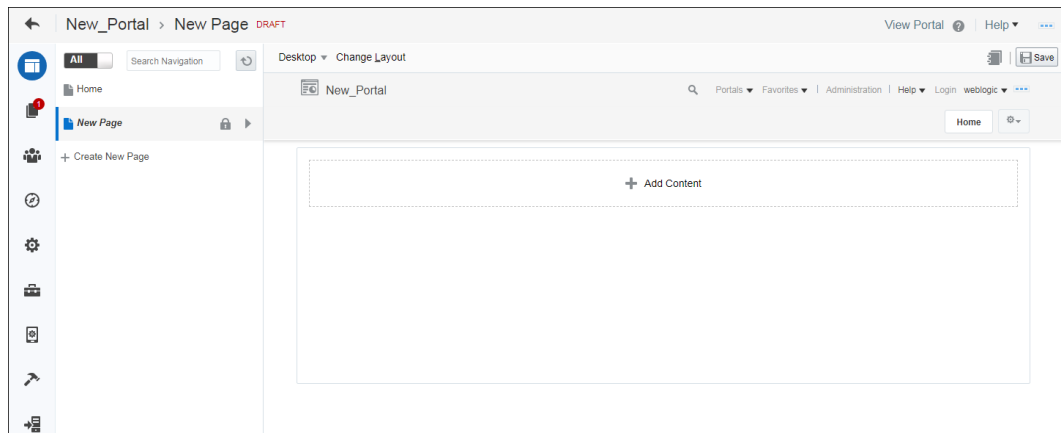 New_Portal > New Page DRAFT
View Portal ? Help
All
Search Navigation
Desktop Change Layout
Save
Home
New_Portal
Portals Favorites | Administration | Help Login weblogic
1
New Page
Home
Create New Page
Add Content